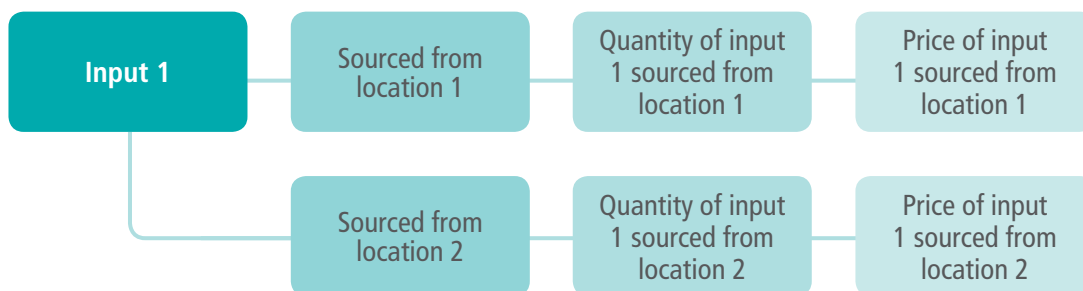 Input 1
Sourced from
location 1
Quantity of input
1 sourced from
location 1
Price of input
1 sourced from
location 1
Sourced from
location 2
Quantity of input
1 sourced from
location 2
Price of input
1 sourced from
location 2